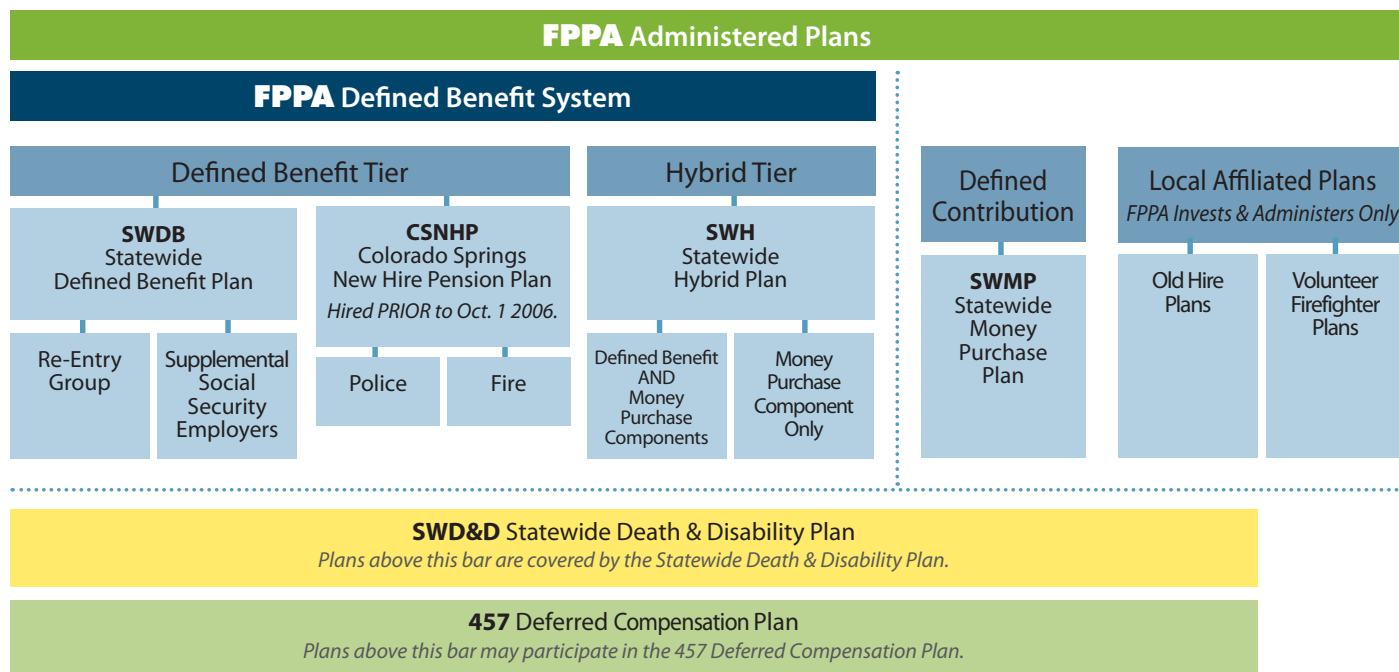 FPPA Administered Plans
FPPA Defined Benefit System
Defined Benefit Tier
SWDB
Statewide
Defined Benefit Plan
Re-Entry
Group
Supplemental
Social
Security
Employers
CSNHP
Colorado Springs
New Hire Pension Plan
Hired PRIOR to Oct. 1 2006.
Police
Fire
Hybrid Tier
SWH
Statewide
Hybrid Plan
Defined Benefit
AND
Money
Purchase
Components
Money
Purchase
Component
Only
Defined
Contribution
SWMP
Statewide
Money
Purchase
Plan
Local Affiliated Plans
FPPA Invests & Administers Only
Old Hire
Plans
Volunteer
Firefighter
Plans
SWD&D Statewide Death & Disability Plan
Plans above this bar are covered by the Statewide Death & Disability Plan.
457 Deferred Compensation Plan
Plans above this bar may participate in the 457 Deferred Compensation Plan.